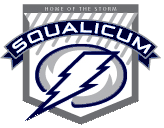 HOME OF THE STORM
SQUALICUM